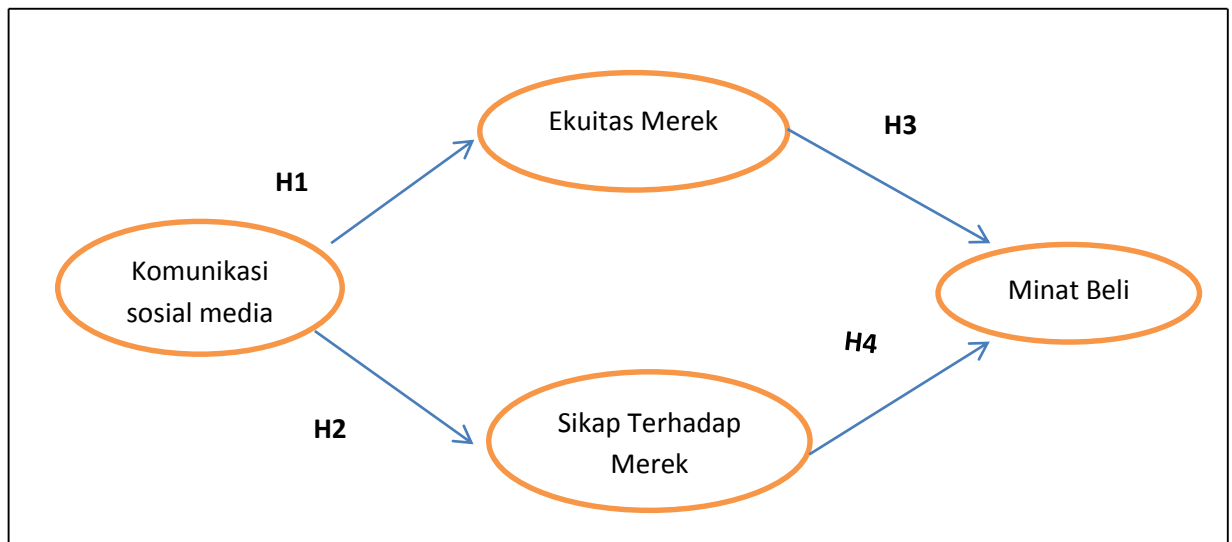 Ekuitas Merek
H3
H1
Komunikasi
sosial media
Minat Beli
H4
H2
Sikap Terhadap
Merek